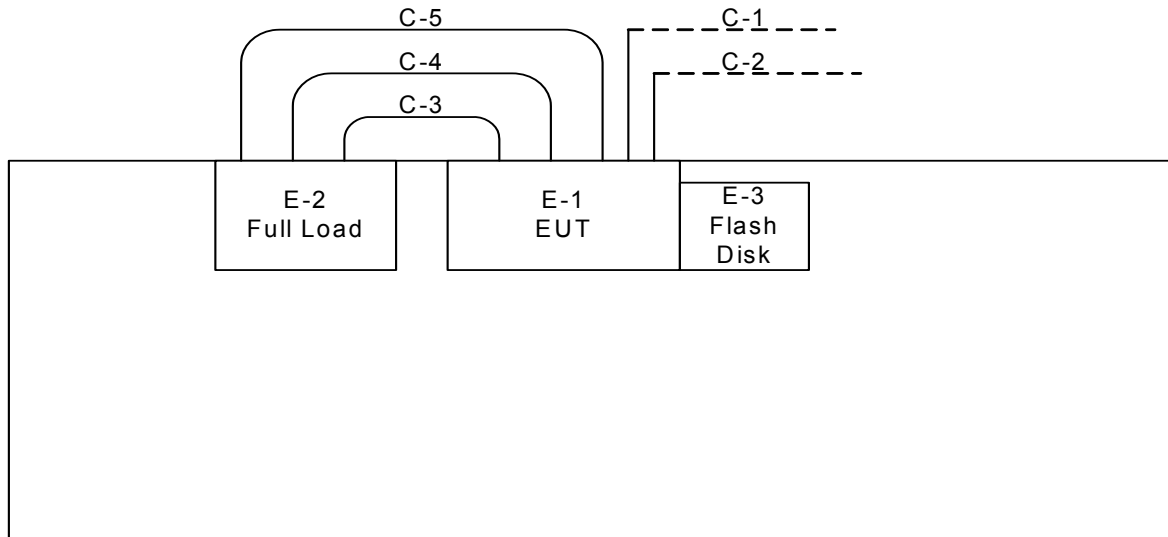 C-5
C-1
C-4
C-2
C-3
E-2
Full Load
E-1
EUT
E-3
Flash
Disk